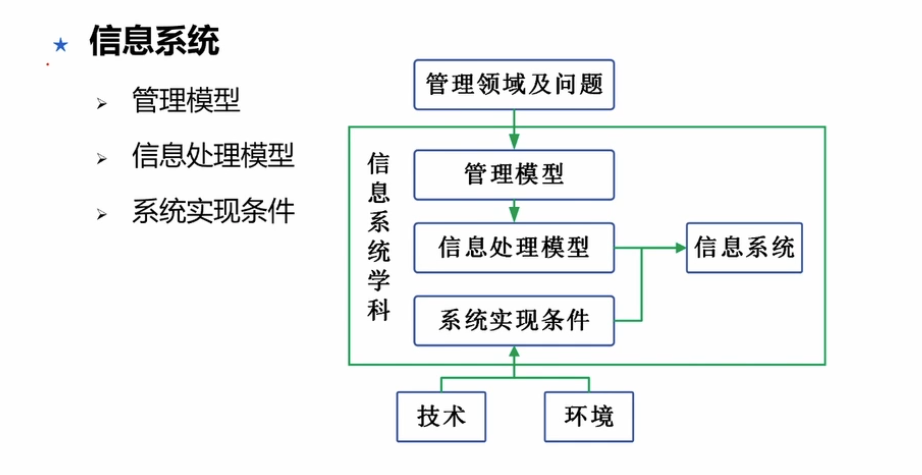 信息系统
管理模型
信息处理模型
系统实现条件
管理领域及问题
信息系统学科
管理模型
信息处理模型
信息系统
系统实现条件
技术
环境